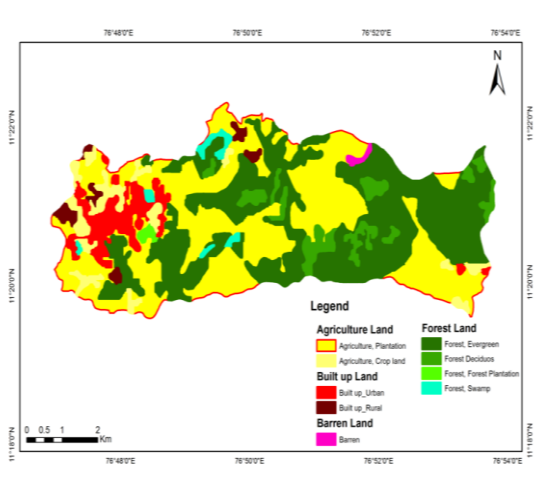 76°48'0"E 76°50'0"E 76°52'0"E 76°54'0"E
N
11°22'0"N 11°22'0"N
11°20'0"N 11°20'0"N
Legend
Agriculture Land Forest Land
Agriculture, Plantation Forest, Evergreen
Agriculture, Crop land Forest Deciduos
Built up Land Forest, Forest Plantation
Built up_Urban Forest, Swamp
Built up_Rural
Barren Land
Barren
0 0.5 1 2
Km
11°18'0"N 11°18'0"N
76°48'0"E 76°50'0"E 76°52'0"E 76°54'0"E